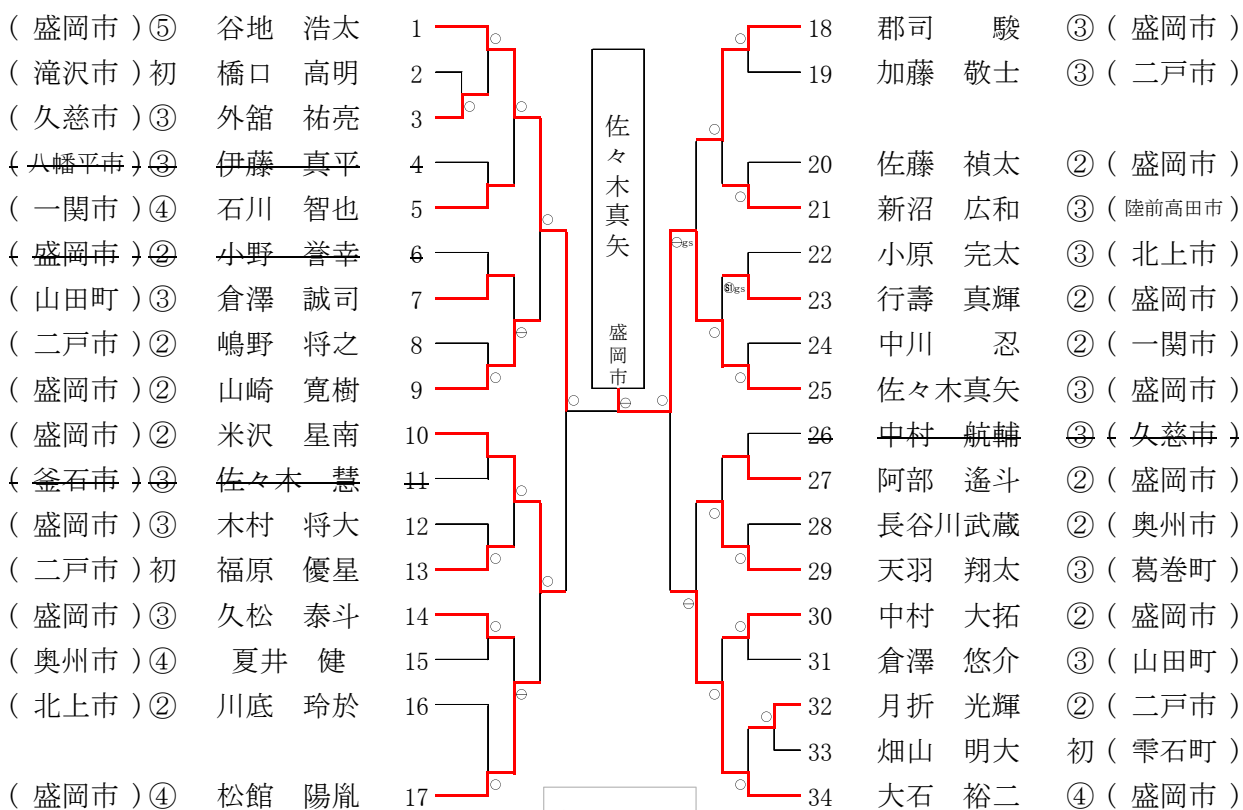 ( 盛岡市 ) ⑤ 谷地 浩太 1
( 滝沢市 ) 初 橋口 高明 2
( 久慈市 ) ③ 外舘 祐亮 3
( 八幡平市 ) ③ 伊藤 真平 4
( 一関市 ) ④ 石川 智也 5
( 盛岡市 ) ② 小野 誉幸 6
( 山田町 ) ③ 倉澤 誠司 7
( 二戸市 ) ② 嶋野 将之 8
( 盛岡市 ) ② 山崎 寛樹 9
( 盛岡市 ) ② 米沢 星南 10
( 釜石市 ) ③ 佐々木 慧 11
( 盛岡市 ) ③ 木村 将大 12
( 二戸市 ) 初 福原 優星 13
( 盛岡市 ) ③ 久松 泰斗 14
( 奥州市 ) ④ 夏井 健 15
( 北上市 ) ② 川底 玲於 16
( 盛岡市 ) ④ 松館 陽胤 17
佐々木真矢 盛岡市
gs
gs
18 郡司 駿 ③ ( 盛岡市 )
19 加藤 敬士 ③ ( 二戸市 )
20 佐藤 禎太 ② ( 盛岡市 )
21 新沼 広和 ③ ( 陸前高田市 )
22 小原 完太 ③ ( 北上市 )
23 行壽 真輝 ② ( 盛岡市 )
24 中川 忍 ② ( 一関市 )
25 佐々木真矢 ③ ( 盛岡市 )
26 中村 航輔 ③ ( 久慈市 )
27 阿部 遙斗 ② ( 盛岡市 )
28 長谷川武蔵 ② ( 奥州市 )
29 天羽 翔太 ③ ( 葛巻町 )
30 中村 大拓 ② ( 盛岡市 )
31 倉澤 悠介 ③ ( 山田町 )
32 月折 光輝 ② ( 二戸市 )
33 畑山 明大 初 ( 雫石町 )
34 大石 裕二 ④ ( 盛岡市 )